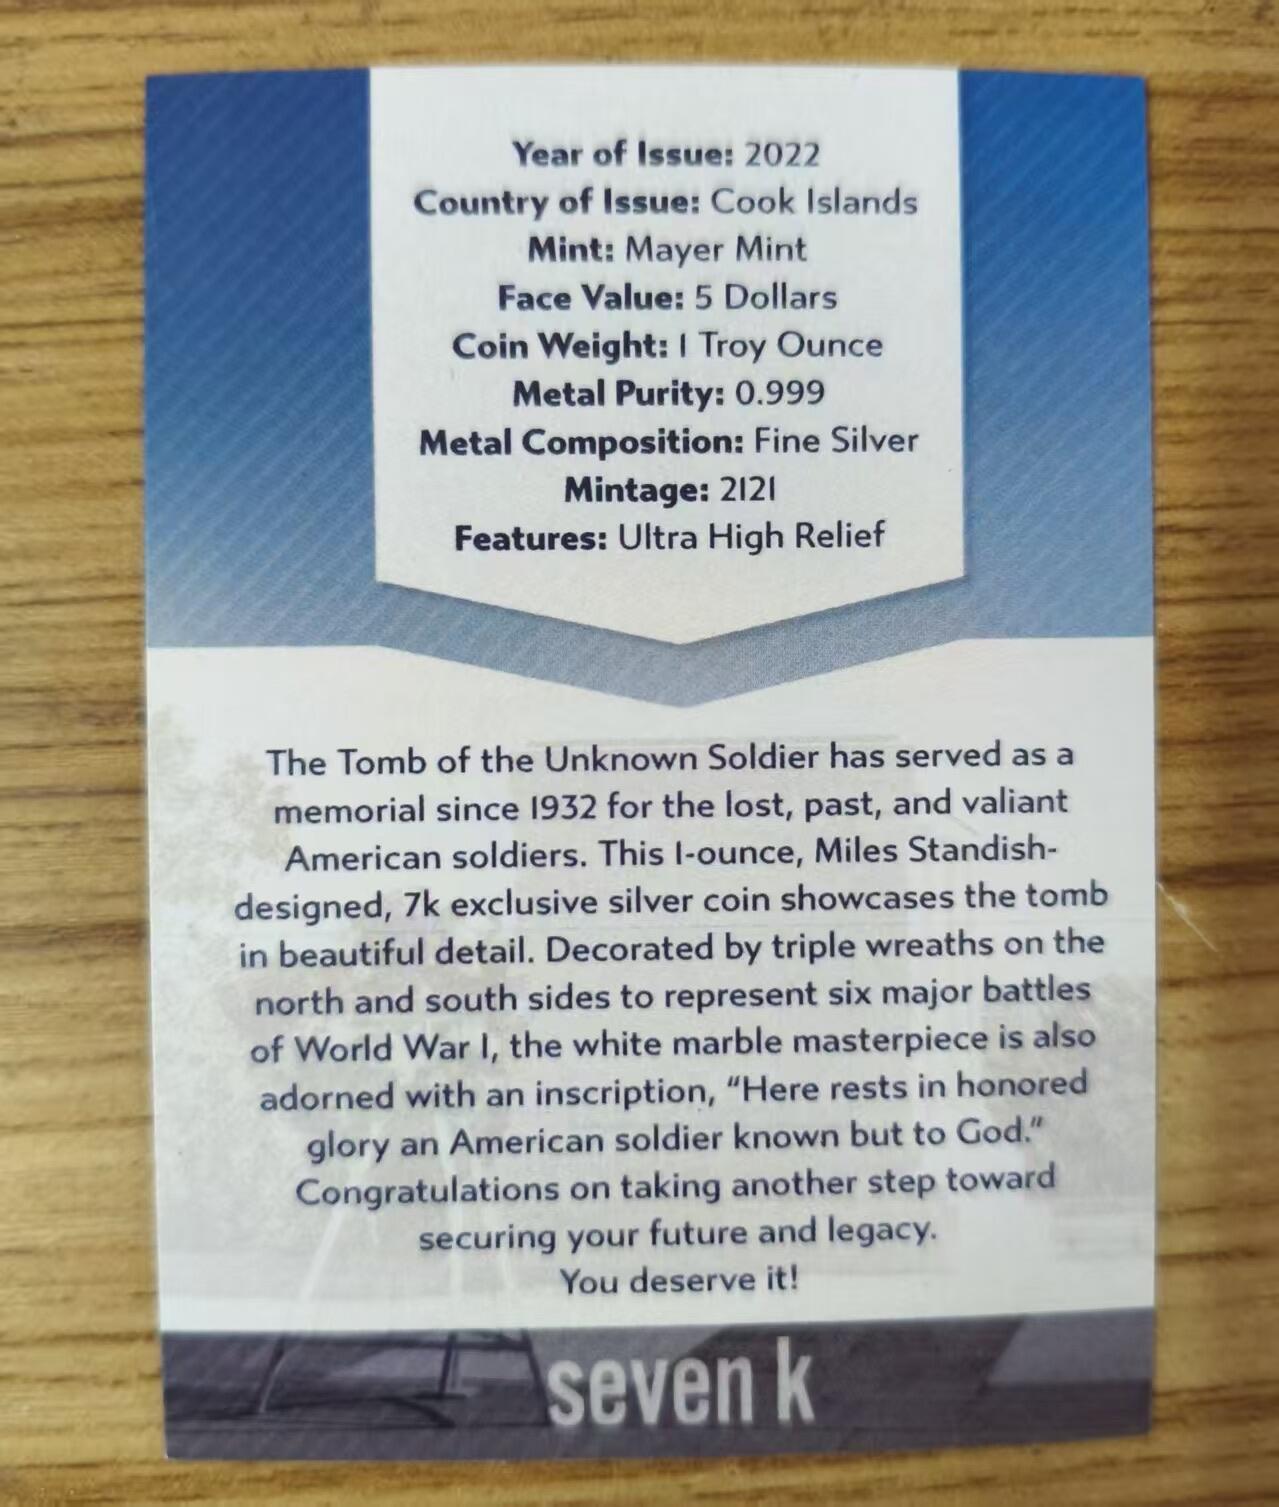 Year of Issue: 2022
Country of Issue: Cook Islands
Mint: Mayer Mint
Face Value: 5 Dollars
Coin Weight: 1 Troy Ounce
Metal Purity: 0.999
Metal Composition: Fine Silver
Mintage: 2121
Features: Ultra High Relief
The Tomb of the Unknown Soldier has served as a
memorial since 1932 for the lost, past, and valiant
American soldiers. This 1-ounce, Miles Standish-
designed, 7k exclusive silver coin showcases the tomb
in beautiful detail. Decorated by triple wreaths on the
north and south sides to represent six major battles
of World War I, the white marble masterpiece is also
adorned with an inscription, “Here rests in honored
glory an American soldier known but to God.”
Congratulations on taking another step toward
securing your future and legacy.
You deserve it!
seven k